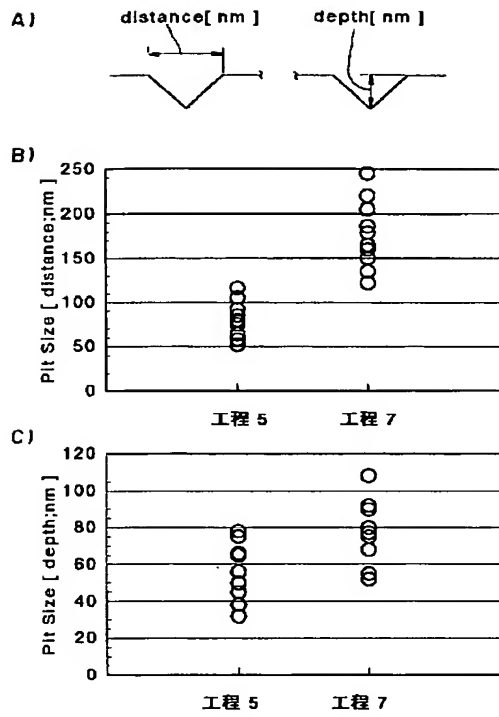 A)
distance[ nm ]
depth[ nm ]
B)
Pit Size [ distance;nm]
250
200
150
100
50
0
工程 5
工程 7
C)
Pit Size [ depth;nm]
120
100
80
60
40
20
0
工程 5
工程 7